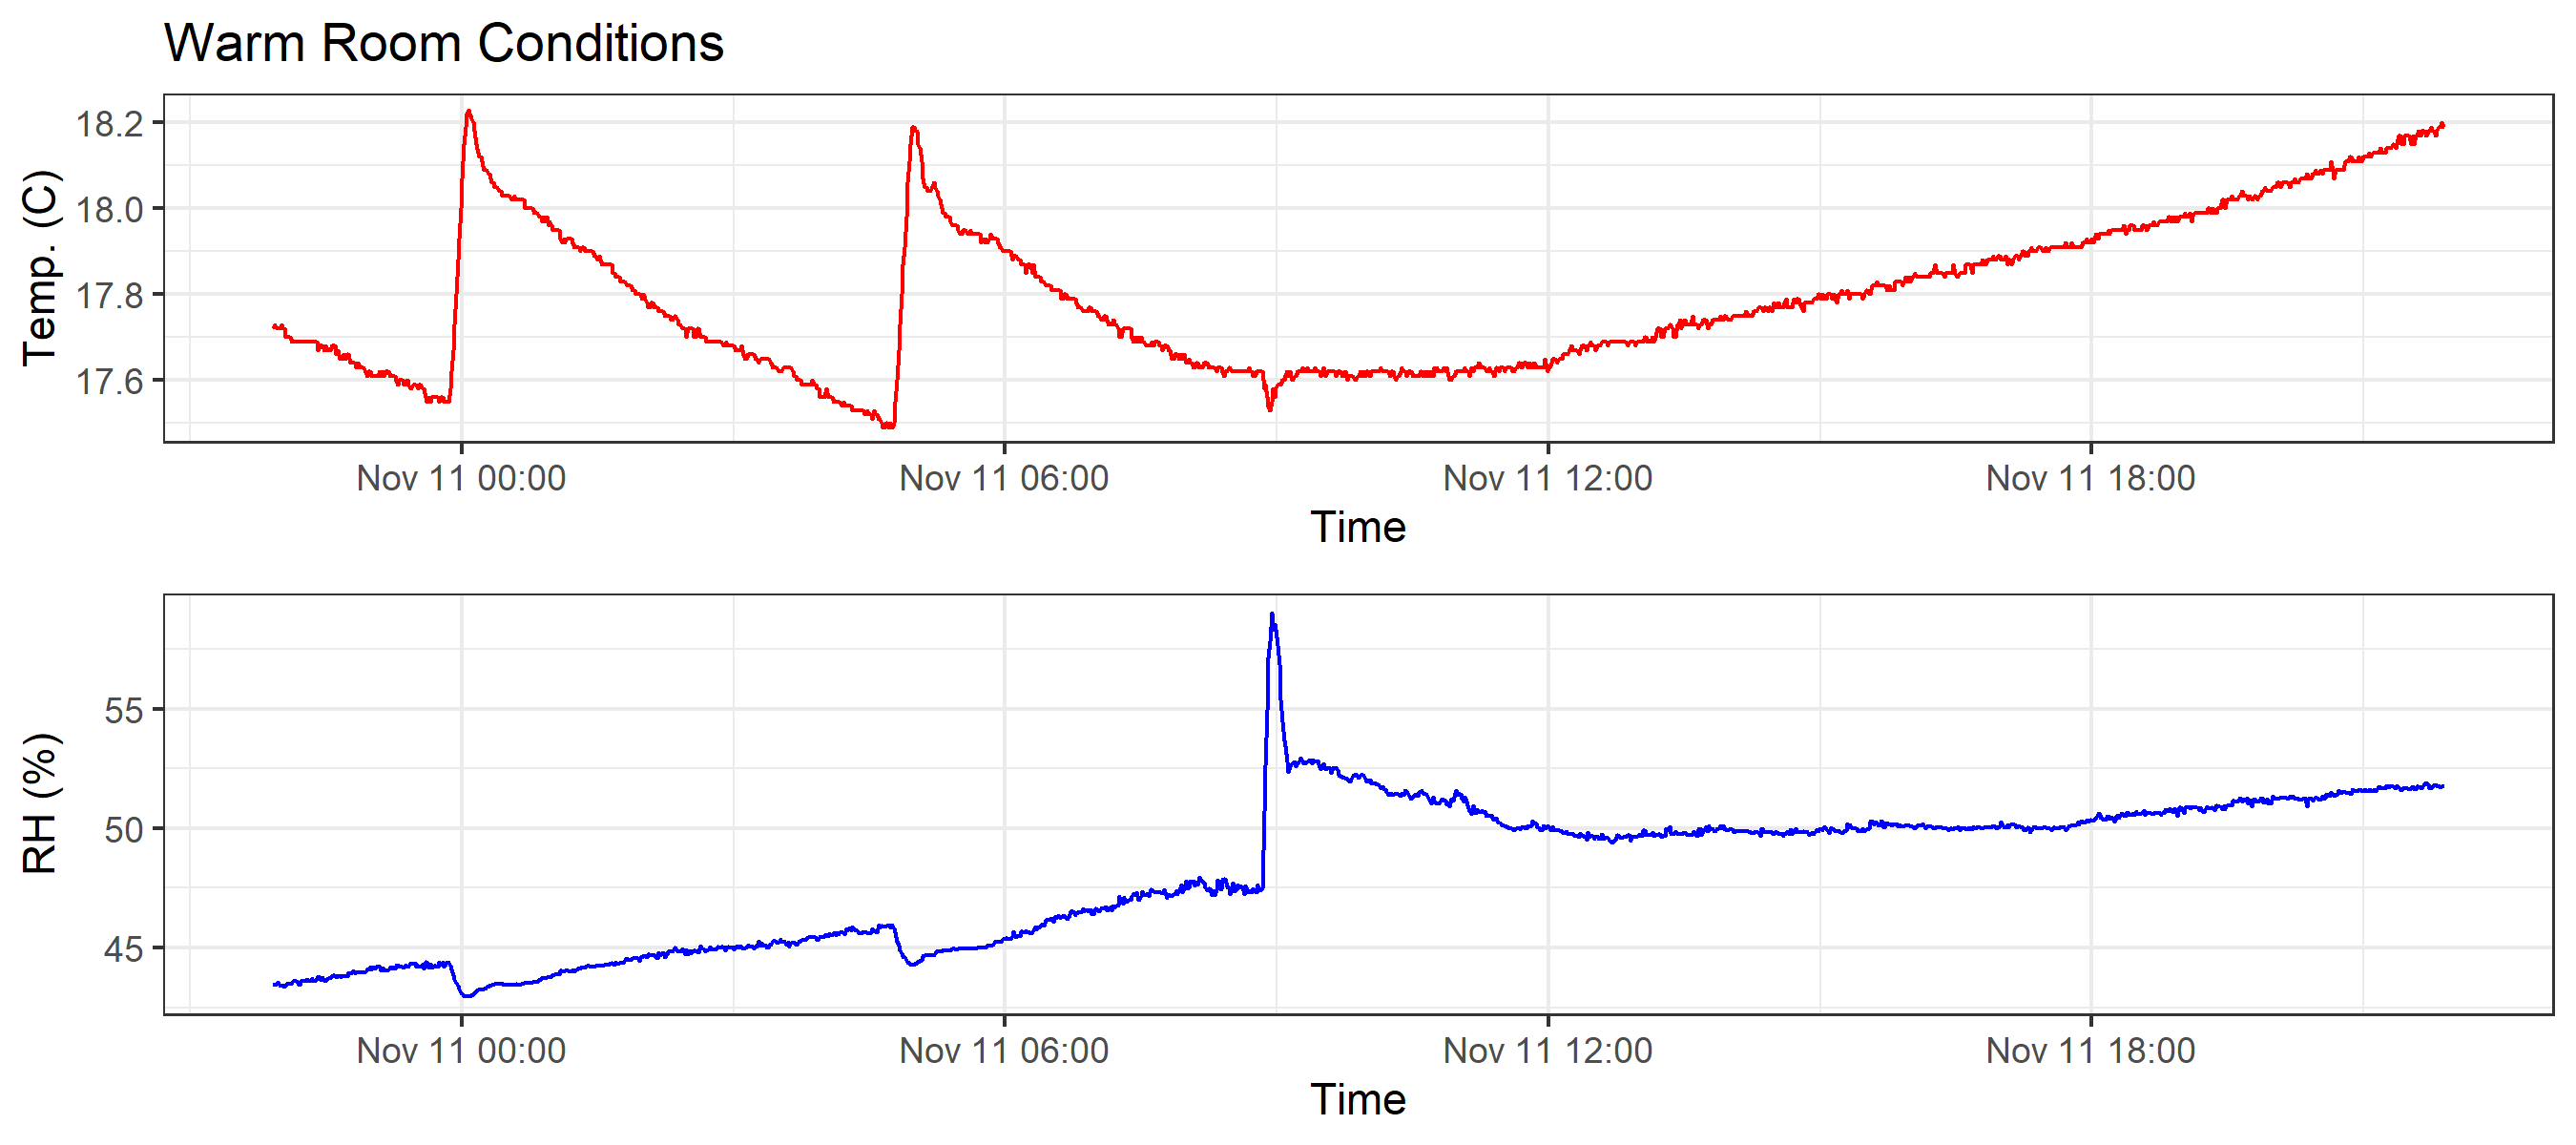 Warm Room Conditions
Temp. (C)
18.2
18.0
17.8
17.6
Nov 11 00:00 Nov 11 06:00 Nov 11 12:00 Nov 11 18:00
Time
RH (%)
55
50
45
Nov 11 00:00 Nov 11 06:00 Nov 11 12:00 Nov 11 18:00
Time